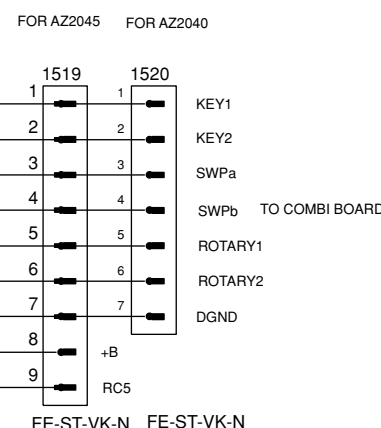 FOR AZ2045 FOR AZ2040
1519 1520
1 1 KEY1
2 2 KEY2
3 3 SWPa
4 4 SWPb TO COMBI BOARD
5 5 ROTARY1
6 6 ROTARY2
7 7 DGND
8 +B
9 RC5
FE-ST-VK-N FE-ST-VK-N